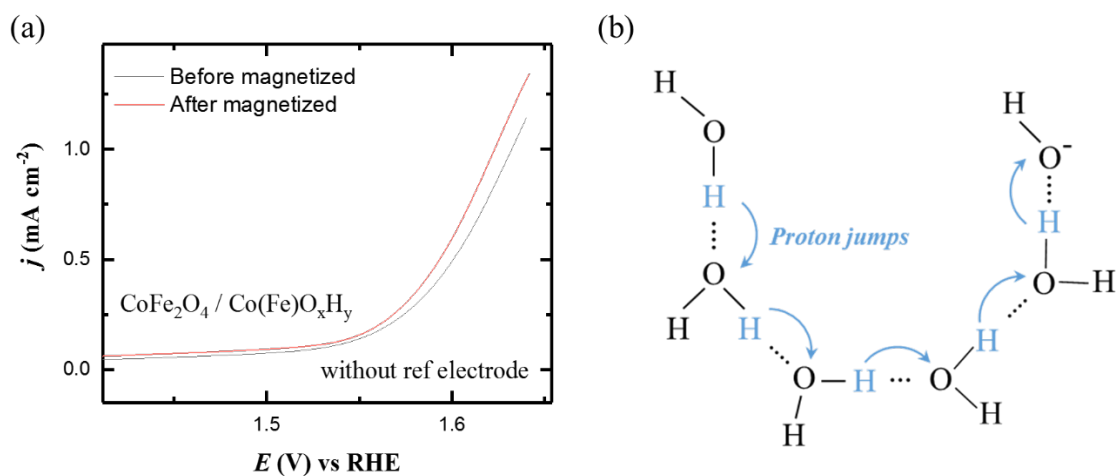 (a)
Before magnetized
After magnetized
1.0
0.5
0.0
j (mA cm⁻²)
CoFe₂O₄ / Co(Fe)OₓHᵧ
without ref electrode
1.5 1.6
E (V) vs RHE
(b)
H
O
H
O
H H
O H
H
O
H
H
O H
H
O⁻
H
Proton jumps